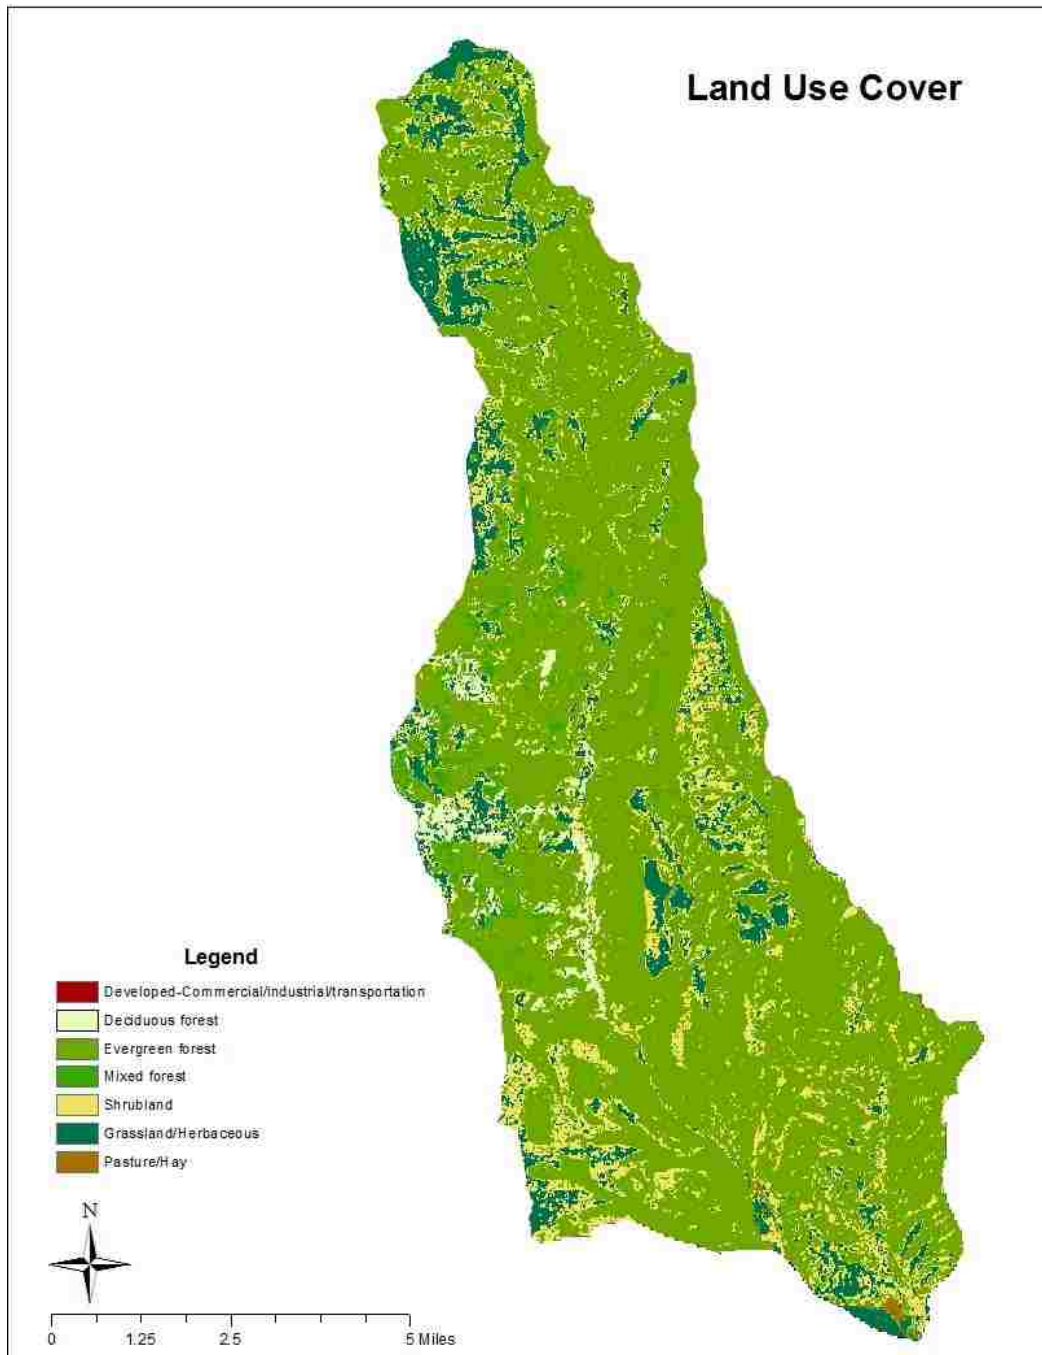 Land Use Cover
Legend
Developed-Commercial/industrial/transportation
Deciduous forest
Evergreen forest
Mixed forest
Shrubland
Grassland/Herbaceous
Pasture/Hay
N
0 1.25 2.5 5 Miles